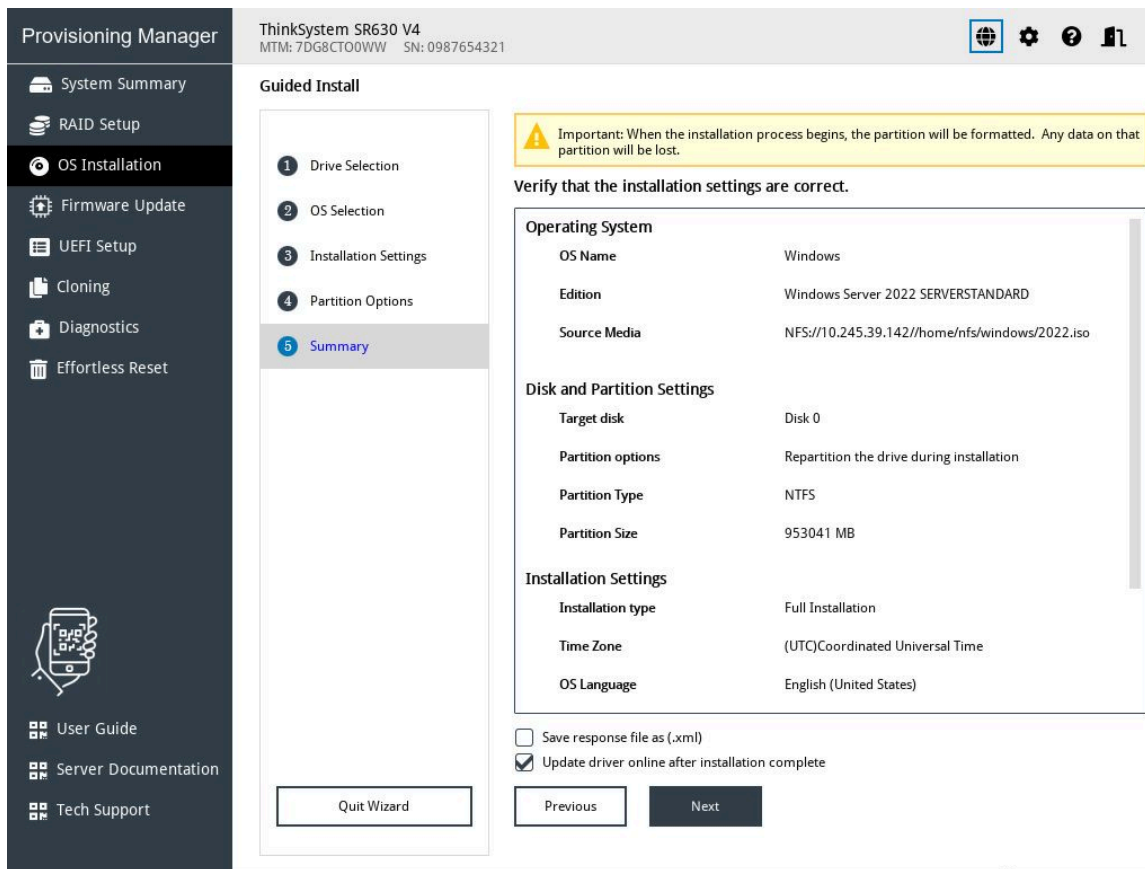 Provisioning Manager
ThinkSystem SR630 V4
MTM: 7DG8CTO0WW SN: 0987654321
System Summary
RAID Setup
OS Installation
Firmware Update
UEFI Setup
Cloning
Diagnostics
Effortless Reset
User Guide
Server Documentation
Tech Support
Guided Install
1 Drive Selection
2 OS Selection
3 Installation Settings
4 Partition Options
5 Summary
Quit Wizard
Important: When the installation process begins, the partition will be formatted. Any data on that
partition will be lost.
Verify that the installation settings are correct.
Operating System
OS Name Windows
Edition Windows Server 2022 SERVERSTANDARD
Source Media NFS://10.245.39.142//home/nfs/windows/2022.iso
Disk and Partition Settings
Target disk Disk 0
Partition options Repartition the drive during installation
Partition Type NTFS
Partition Size 953041 MB
Installation Settings
Installation type Full Installation
Time Zone (UTC)Coordinated Universal Time
OS Language English (United States)
Save response file as (.xml)
Update driver online after installation complete
Previous Next